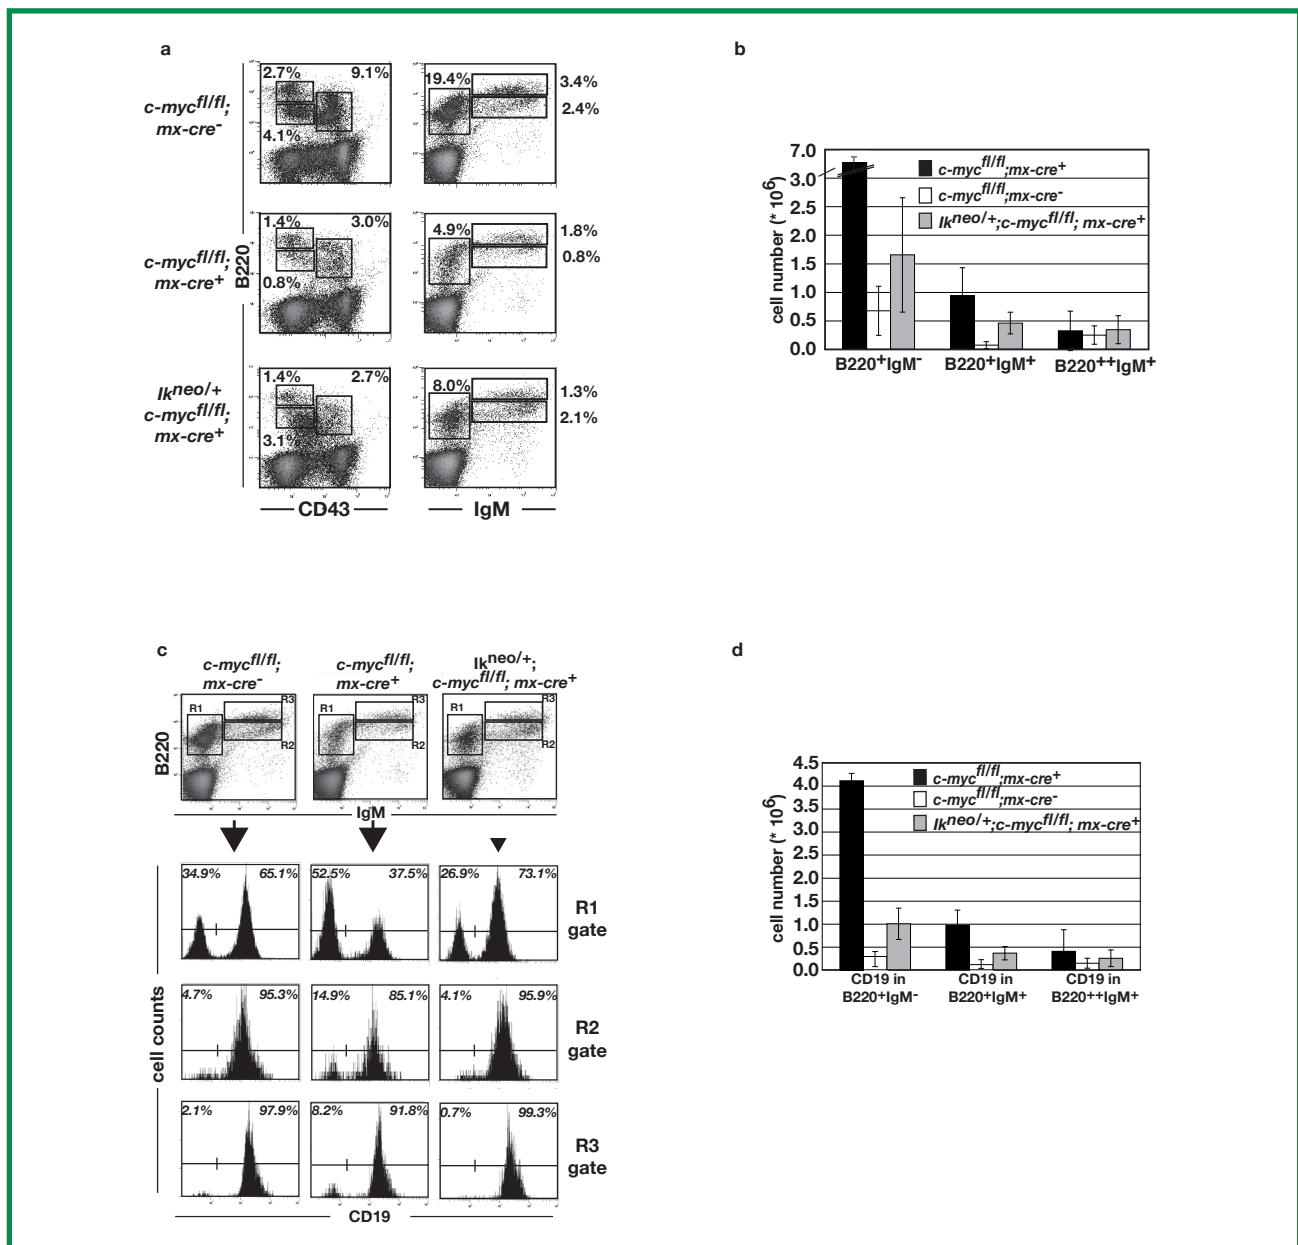 a
c-myc^fl/fl;
mx-cre⁻
2.7% 9.1%
4.1%
19.4% 3.4%
2.4%
c-myc^fl/fl;
mx-cre⁺
1.4% 3.0%
0.8%
4.9% 1.8%
0.8%
Ik^neo/+
c-myc^fl/fl;
mx-cre⁺
1.4% 2.7%
3.1%
8.0% 1.3%
2.1%
B220
CD43 IgM
b
cell number (* 10⁶)
7.0
3.0
2.5
2.0
1.5
1.0
0.5
0.0
c-myc^fl/fl;mx-cre⁺
c-myc^fl/fl;mx-cre⁻
Ik^neo/+;c-myc^fl/fl; mx-cre⁺
B220⁺IgM⁻ B220⁺IgM⁺ B220⁺⁺IgM⁺
c
c-myc^fl/fl;
mx-cre⁻
c-myc^fl/fl;
mx-cre⁺
Ik^neo/+;
c-myc^fl/fl; mx-cre⁺
R1 R3
R2
R1 R3
R2
R1 R3
R2
B220
IgM
34.9% 65.1% 52.5% 37.5% 26.9% 73.1%
R1
gate
4.7% 95.3% 14.9% 85.1% 4.1% 95.9%
R2
gate
2.1% 97.9% 8.2% 91.8% 0.7% 99.3%
R3
gate
cell counts
CD19
d
cell number (* 10⁶)
4.5
4.0
3.5
3.0
2.5
2.0
1.5
1.0
0.5
0.0
c-myc^fl/fl;mx-cre⁺
c-myc^fl/fl;mx-cre⁻
Ik^neo/+;c-myc^fl/fl; mx-cre⁺
CD19 in
B220⁺IgM⁻
CD19 in
B220⁺IgM⁺
CD19 in
B220⁺⁺IgM⁺